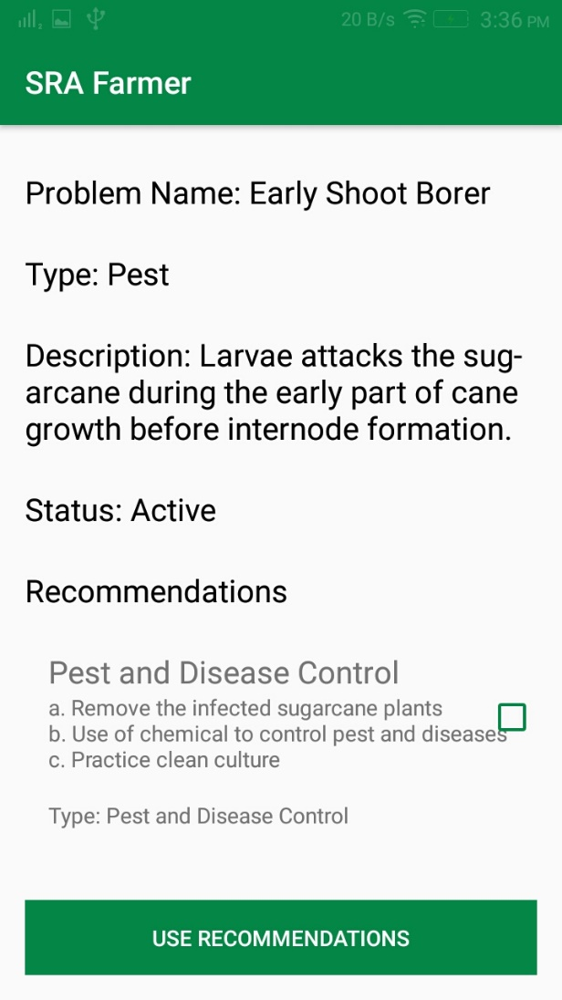 20 B/s 3:36 PM
SRA Farmer
Problem Name: Early Shoot Borer
Type: Pest
Description: Larvae attacks the sug-
arcane during the early part of cane
growth before internode formation.
Status: Active
Recommendations
Pest and Disease Control
a. Remove the infected sugarcane plants
b. Use of chemical to control pest and diseases
c. Practice clean culture
Type: Pest and Disease Control
USE RECOMMENDATIONS